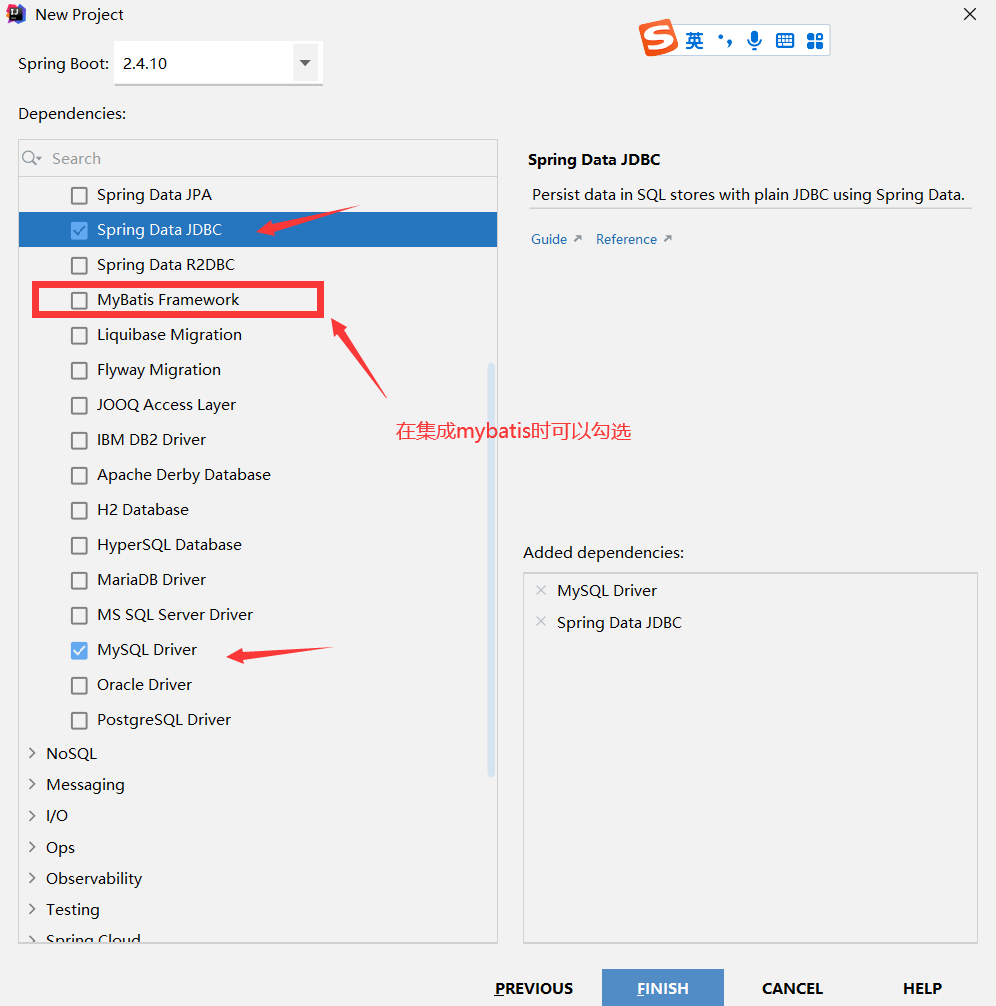 New Project
英
Spring Boot: 2.4.10
Dependencies:
Search
Spring Data JPA
Spring Data JDBC
Spring Data R2DBC
MyBatis Framework
Liquibase Migration
Flyway Migration
JOOQ Access Layer
IBM DB2 Driver
Apache Derby Database
H2 Database
HyperSQL Database
MariaDB Driver
MS SQL Server Driver
MySQL Driver
Oracle Driver
PostgreSQL Driver
NoSQL
Messaging
I/O
Ops
Observability
Testing
Spring Cloud
在集成mybatis时可以勾选
Spring Data JDBC
Persist data in SQL stores with plain JDBC using Spring Data.
Guide Reference
Added dependencies:
MySQL Driver
Spring Data JDBC
PREVIOUS FINISH CANCEL HELP